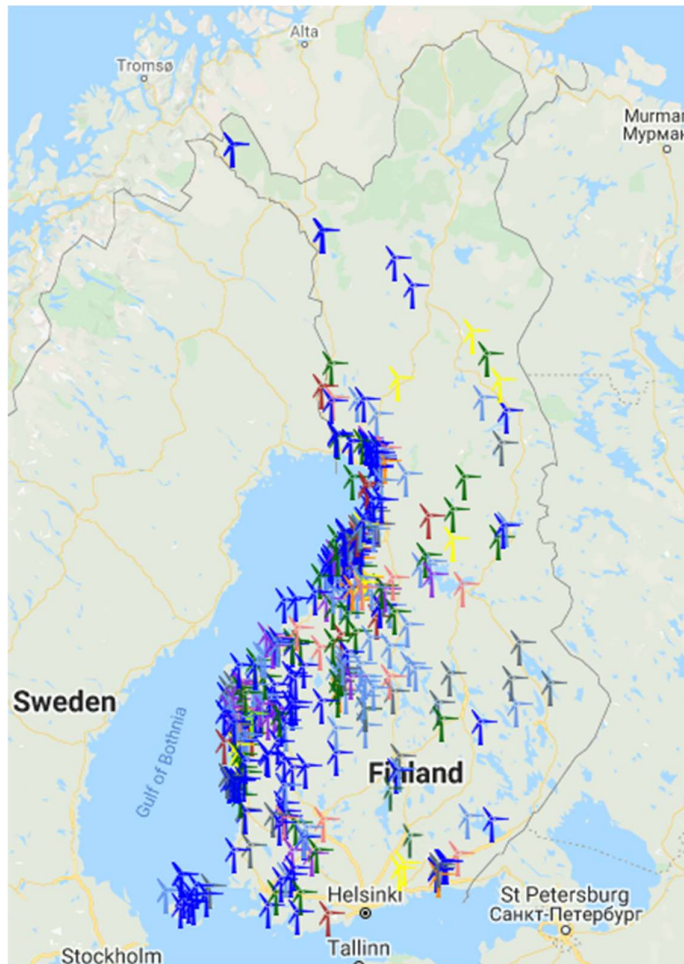 Alta
Tromsø
Murman
Мурман
Sweden
Gulf of Bothnia
Finland
Helsinki
St Petersburg
Санкт-Петербург
Tallinn
Stockholm